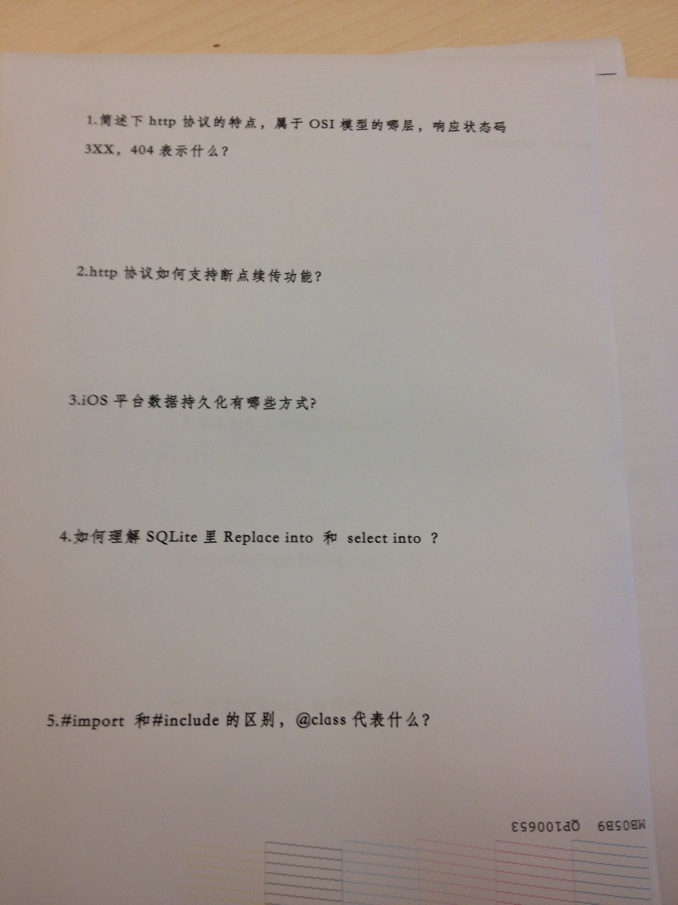 1.简述下 http 协议的特点，属于 OSI 模型的哪层，响应状态码
3XX，404 表示什么？
2.http 协议如何支持断点续传功能？
3.iOS 平台数据持久化有哪些方式?
4.如何理解 SQLite 里 Replace into 和 select into ？
5.#import 和#include 的区别，@class 代表什么？
MB05B9 QP100653